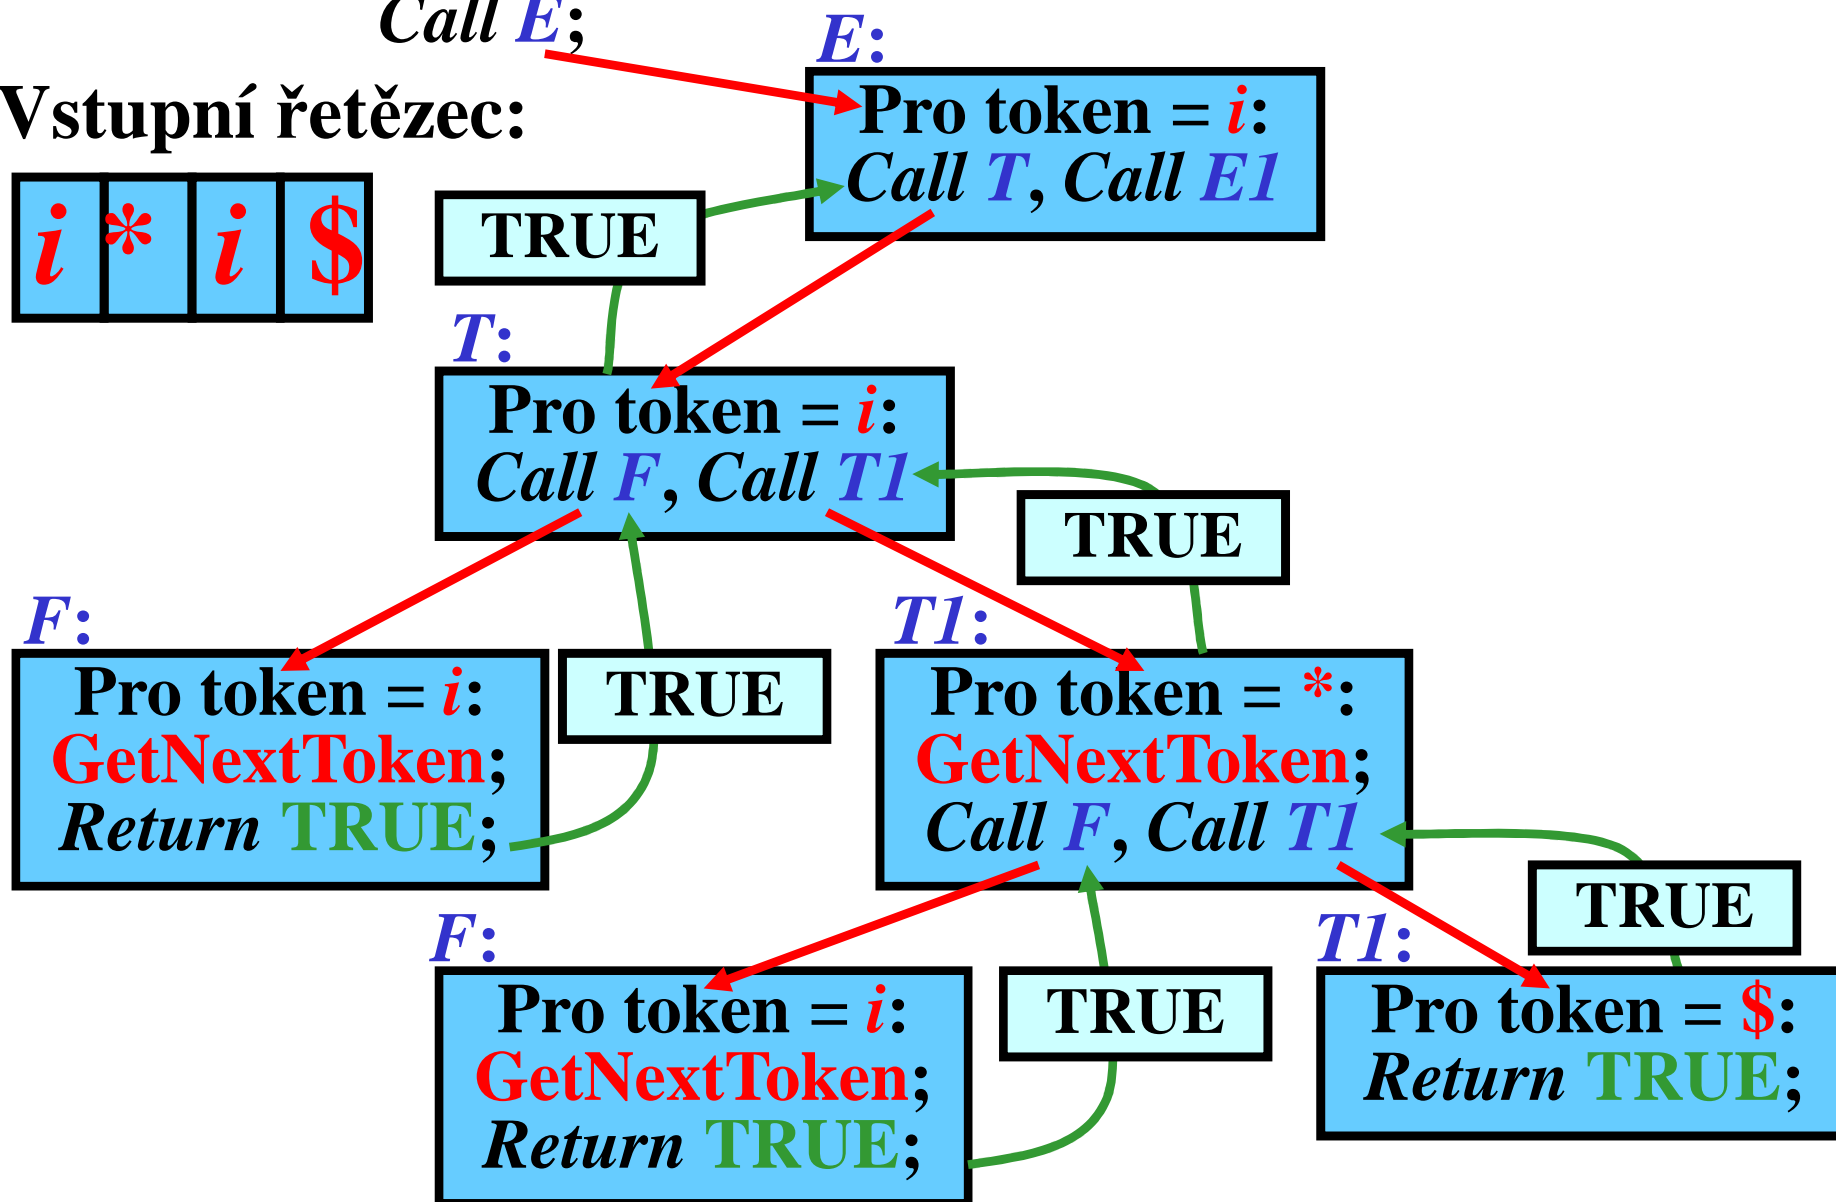 Call E;
E:
Vstupní řetězec:
Pro token = i:
Call T, Call E1
i * i $
TRUE
T:
Pro token = i:
Call F, Call T1
TRUE
F:
T1:
Pro token = i:
GetNextToken;
Return TRUE;
TRUE
Pro token = *:
GetNextToken;
Call F, Call T1
TRUE
F:
T1:
Pro token = i:
GetNextToken;
Return TRUE;
TRUE
Pro token = $:
Return TRUE;